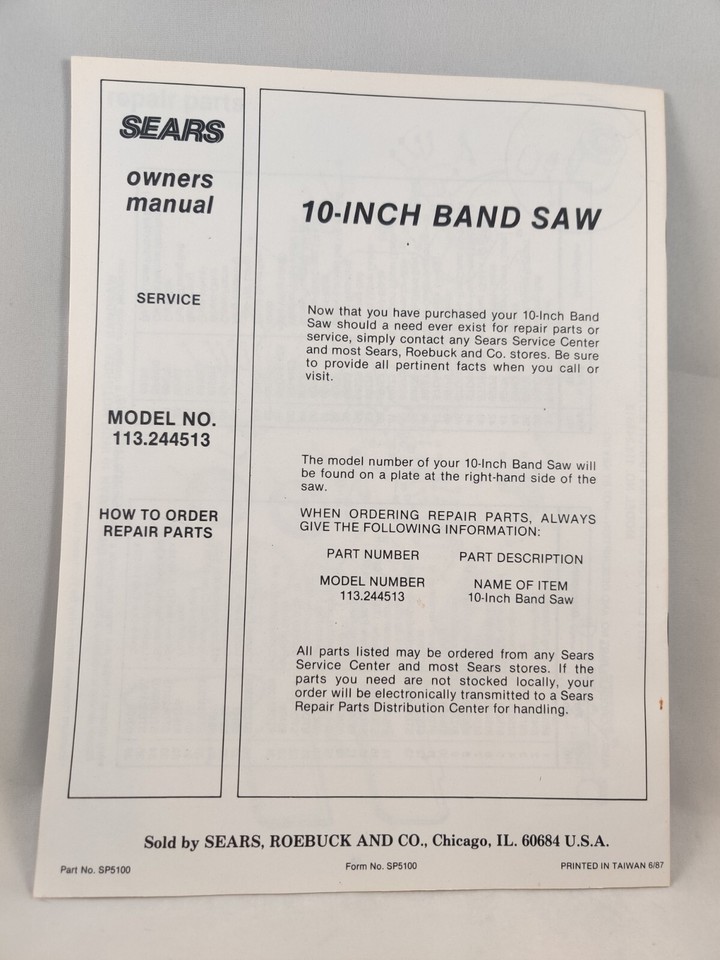 SEARS
owners
manual
SERVICE
MODEL NO.
113.244513
HOW TO ORDER
REPAIR PARTS
10-INCH BAND SAW
Now that you have purchased your 10-Inch Band
Saw should a need ever exist for repair parts or
service, simply contact any Sears Service Center
and most Sears, Roebuck and Co. stores. Be sure
to provide all pertinent facts when you call or
visit.
The model number of your 10-Inch Band Saw will
be found on a plate at the right-hand side of the
saw.
WHEN ORDERING REPAIR PARTS, ALWAYS
GIVE THE FOLLOWING INFORMATION:
PART NUMBER PART DESCRIPTION
MODEL NUMBER NAME OF ITEM
113.244513 10-Inch Band Saw
All parts listed may be ordered from any Sears
Service Center and most Sears stores. If the
parts you need are not stocked locally, your
order will be electronically transmitted to a Sears
Repair Parts Distribution Center for handling.
Sold by SEARS, ROEBUCK AND CO., Chicago, IL. 60684 U.S.A.
Part No. SP5100 Form No. SP5100 PRINTED IN TAIWAN 6/87